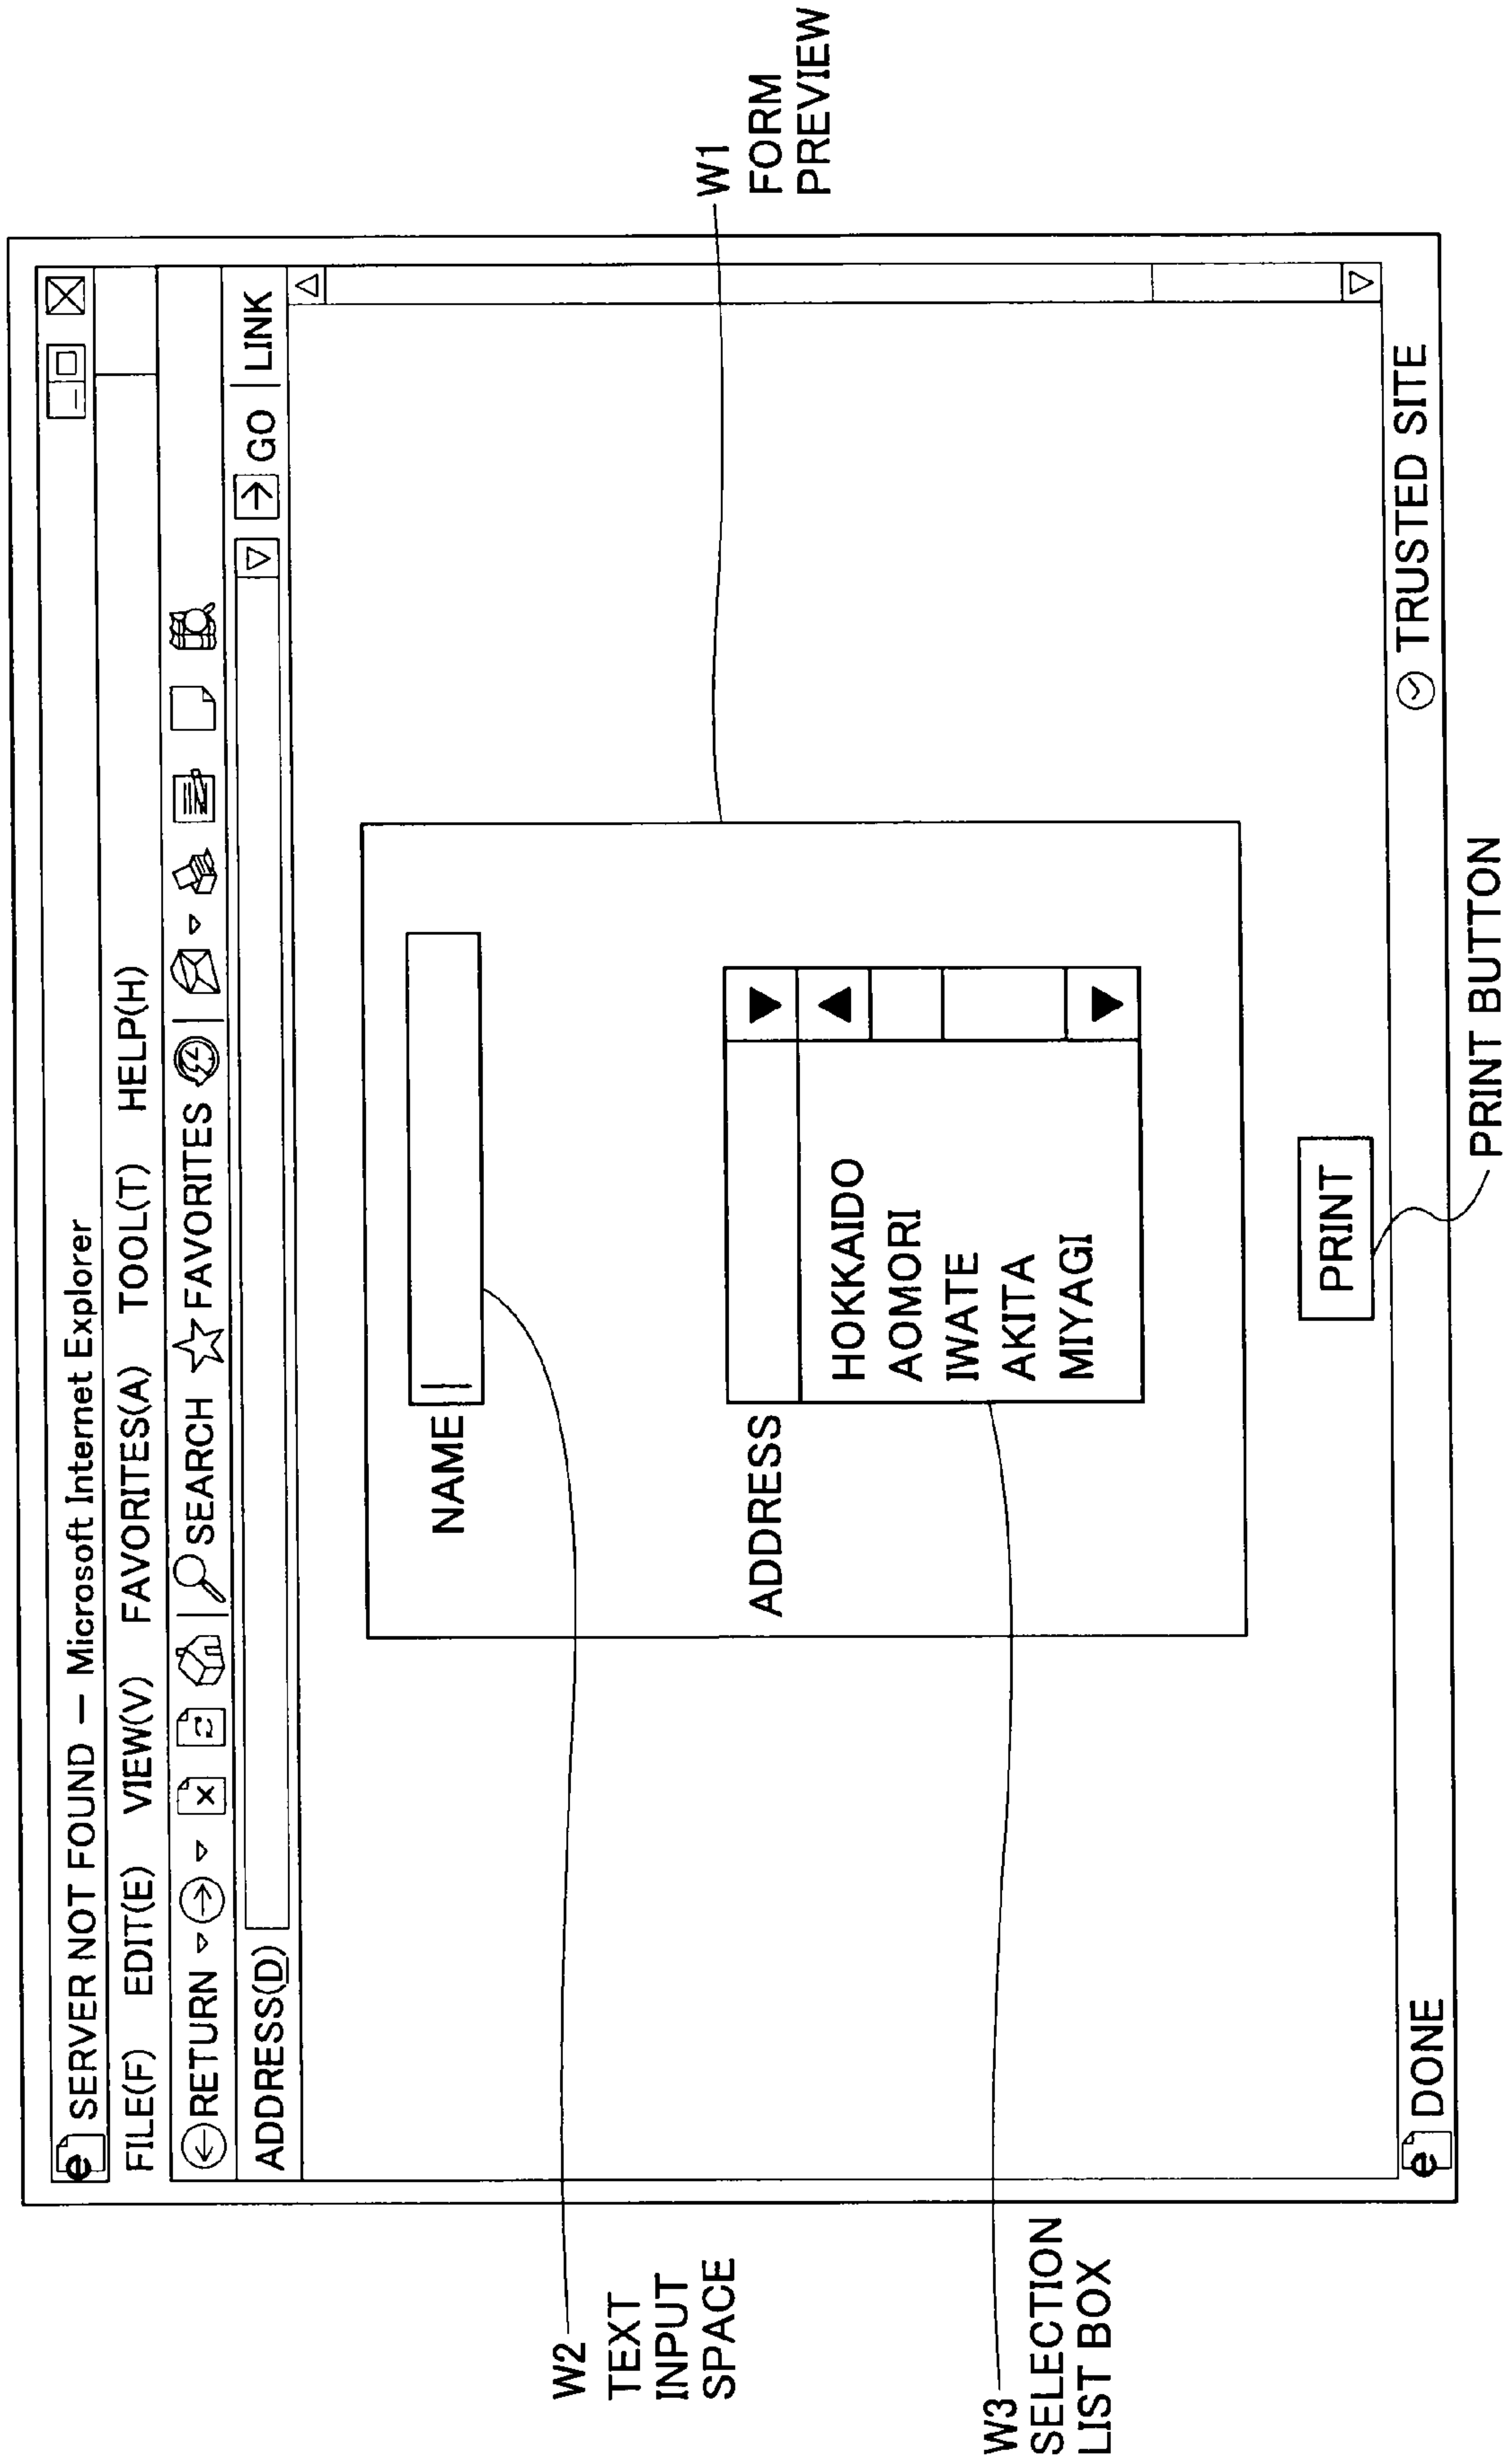 SERVER NOT FOUND — Microsoft Internet Explorer
FILE(F) EDIT(E) VIEW(V) FAVORITES(A) TOOL(T) HELP(H)
RETURN SEARCH FAVORITES
ADDRESS(D) GO LINK
W1
FORM
PREVIEW
NAME
W2
TEXT
INPUT
SPACE
ADDRESS
HOKKAIDO
AOMORI
IWATE
AKITA
MIYAGI
W3
SELECTION
LIST BOX
PRINT
DONE TRUSTED SITE
PRINT BUTTON